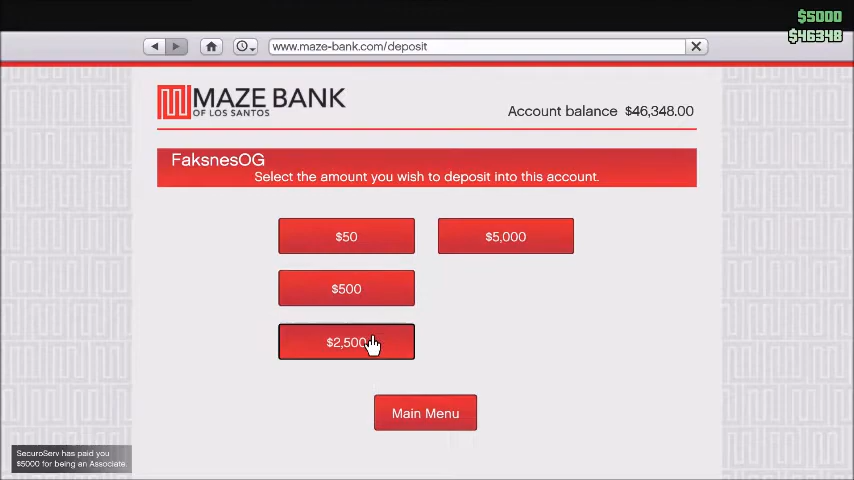 $5000
$46348
www.maze-bank.com/deposit
MAZE BANK
OF LOS SANTOS
Account balance $46,348.00
FaksnesOG
Select the amount you wish to deposit into this account.
$50
$5,000
$500
$2,500
Main Menu
SecuroServ has paid you
$5000 for being an Associate.